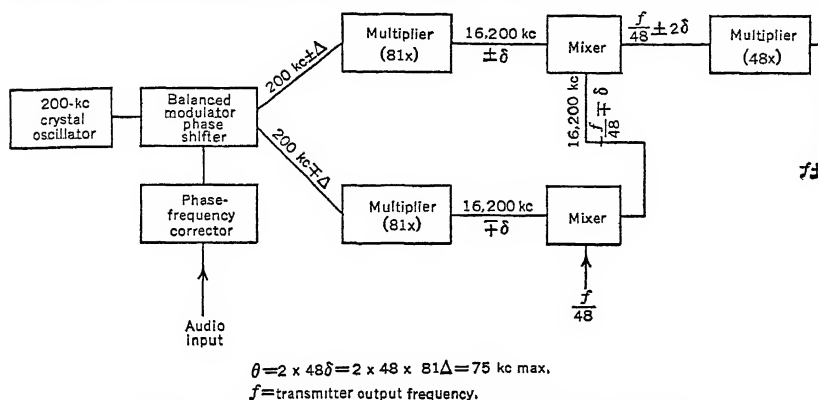 200-kc
crystal
oscillator
Balanced
modulator
phase
shifter
Phase-
frequency
corrector
Audio
input
200 kc±Δ
200 kc∓Δ
Multiplier
(81x)
16,200 kc
±δ
Mixer
f/48 ±2δ
Multiplier
(48x)
16,200 kc
-f/48 ∓ δ
f±
Multiplier
(81x)
16,200 kc
∓δ
Mixer
f/48
θ=2 x 48δ=2 x 48 x 81Δ=75 kc max.
f=transmitter output frequency.